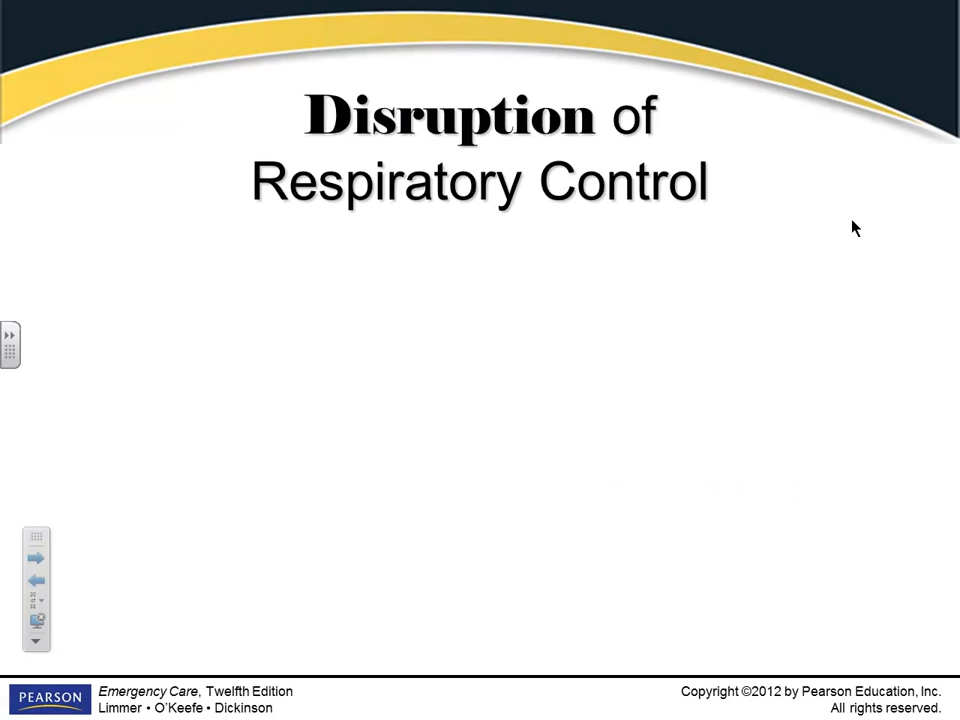 Disruption of
Respiratory Control
PEARSON
Emergency Care, Twelfth Edition
Limmer • O’Keefe • Dickinson
Copyright ©2012 by Pearson Education, Inc.
All rights reserved.